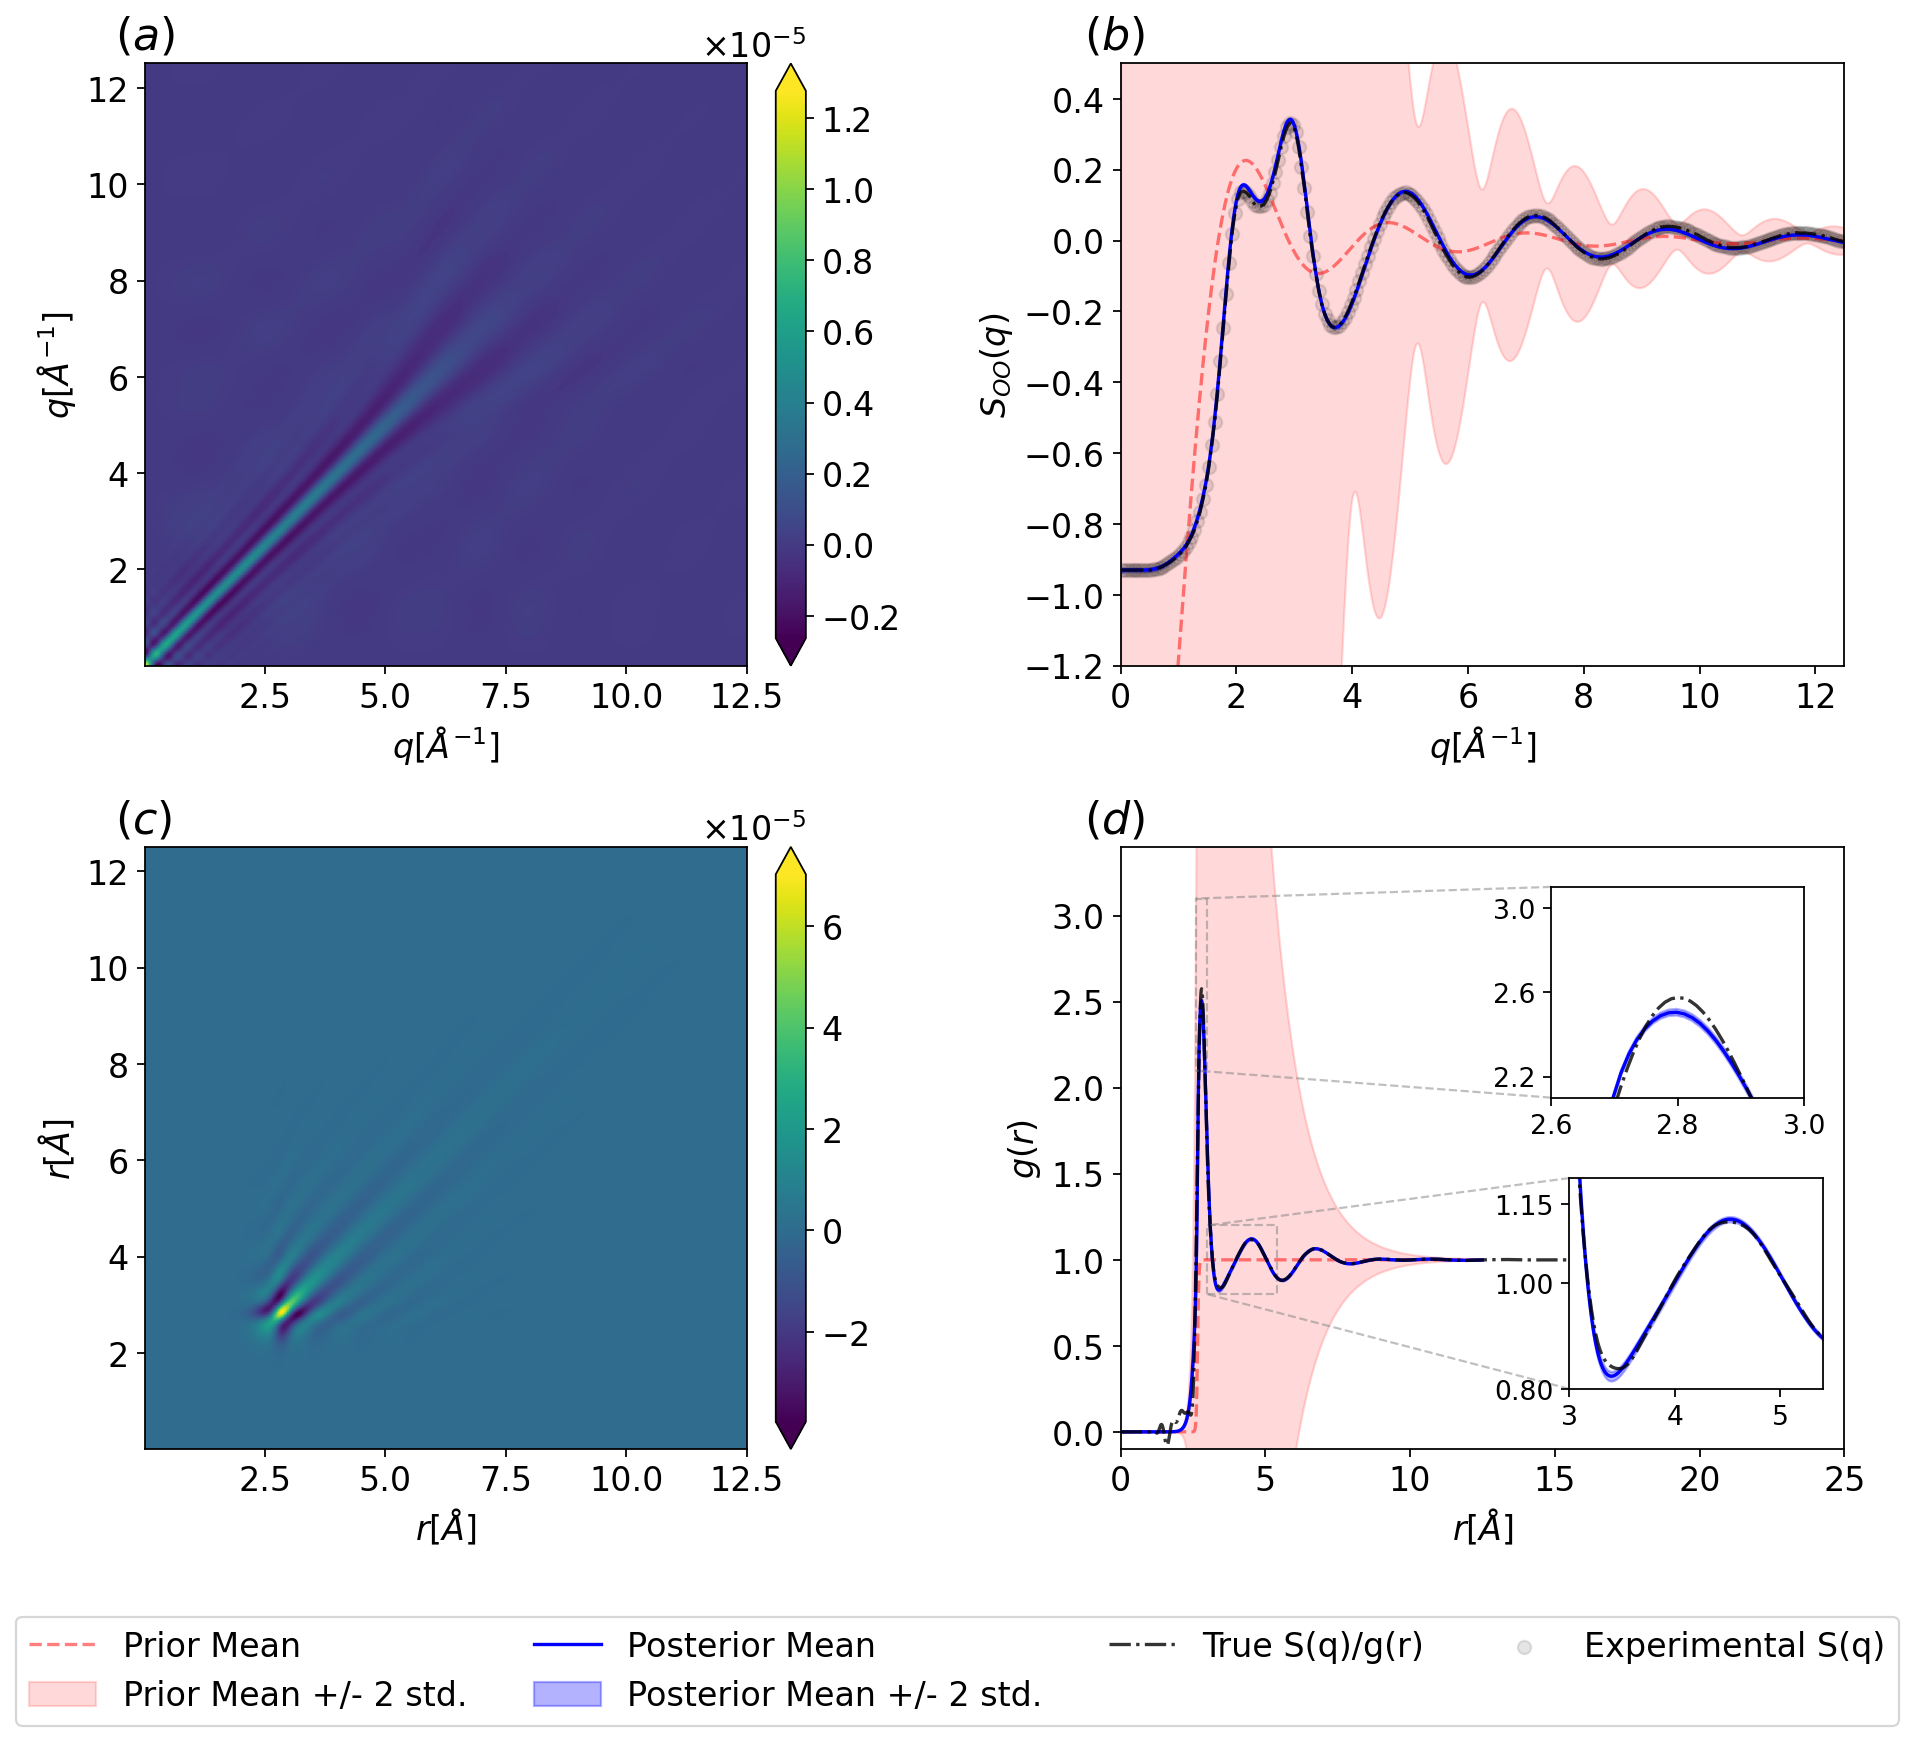 (a)
×10⁻⁵
12
10
8
6
4
2
q[Å⁻¹]
2.5 5.0 7.5 10.0 12.5
q[Å⁻¹]
1.2
1.0
0.8
0.6
0.4
0.2
0.0
−0.2
(b)
0.4
0.2
0.0
−0.2
−0.4
−0.6
−0.8
−1.0
−1.2
S_OO(q)
0 2 4 6 8 10 12
q[Å⁻¹]
(c)
×10⁻⁵
12
10
8
6
4
2
r[Å]
2.5 5.0 7.5 10.0 12.5
r[Å]
6
4
2
0
−2
(d)
3.0
2.5
2.0
1.5
1.0
0.5
0.0
g(r)
0 5 10 15 20 25
r[Å]
3.0
2.6
2.2
2.6 2.8 3.0
1.15
1.00
0.80
3 4 5
Prior Mean
Prior Mean +/- 2 std.
Posterior Mean
Posterior Mean +/- 2 std.
True S(q)/g(r)
Experimental S(q)